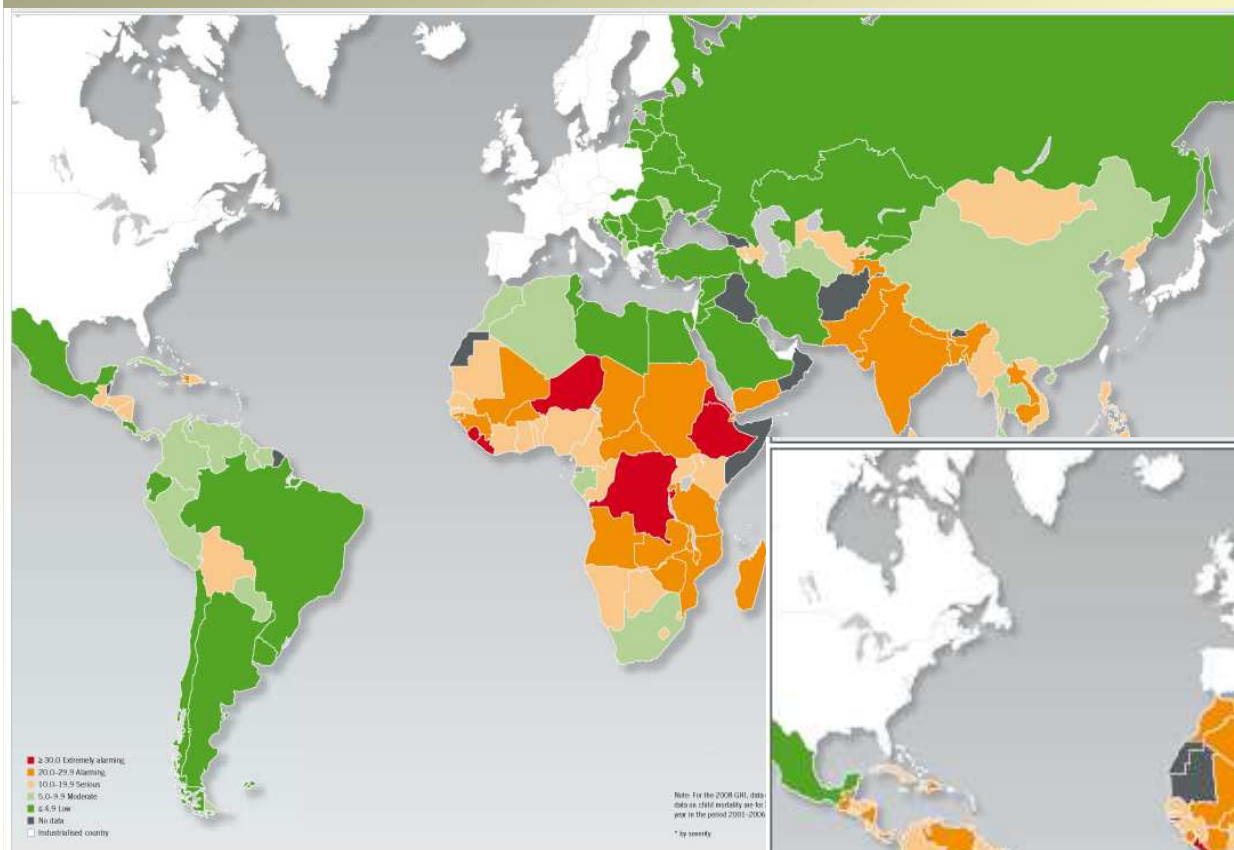 ≥ 30.0 Extremely alarming
20.0–29.9 Alarming
10.0–19.9 Serious
5.0–9.9 Moderate
≤ 4.9 Low
No data
Industrialised country
Note: For the 2008 GHI, data
data on child mortality are for
year in the period 2001–2006
* by severity